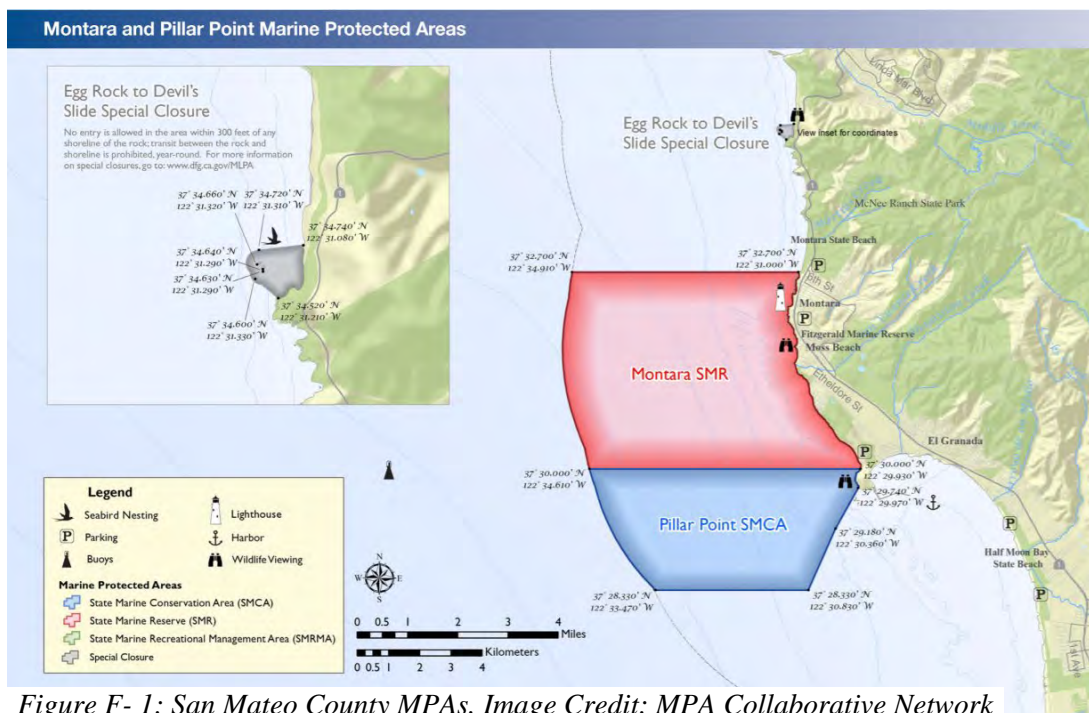 Montara and Pillar Point Marine Protected Areas
Egg Rock to Devil's
Slide Special Closure
No entry is allowed in the area within 300 feet of any
shoreline of the rock; transit between the rock and
shoreline is prohibited, year-round. For more information
on special closures, go to: www.dfg.ca.gov/MLPA
37° 34.660' N
122° 31.320' W
37° 34.720' N
122° 31.310' W
37° 34.740' N
122° 31.080' W
37° 34.640' N
122° 31.290' W
37° 34.630' N
122° 31.290' W
37° 34.520' N
122° 31.210' W
37° 34.600' N
122° 31.330' W
1
Linda Mar Blvd
Egg Rock to Devil's
Slide Special Closure
View inset for coordinates
1
McNee Ranch State Park
Montara State Beach
37° 32.700' N
122° 34.910' W
37° 32.700' N
122° 31.000' W
P
8th St
Montara
P
Fitzgerald Marine Reserve
Moss Beach
Montara SMR
Etheldore St
El Granada
P
37° 30.000' N
122° 34.610' W
37° 30.000' N
122° 29.930' W
37° 29.740' N
122° 29.970' W
Pillar Point SMCA
37° 29.180' N
122° 30.360' W
P
Half Moon Bay
State Beach
1
P
37° 28.330' N
122° 33.470' W
37° 28.330' N
122° 30.830' W
1st Ave
Legend
Seabird Nesting
Lighthouse
P Parking
Harbor
Buoys
Wildlife Viewing
Marine Protected Areas
State Marine Conservation Area (SMCA)
State Marine Reserve (SMR)
State Marine Recreational Management Area (SMRMA)
Special Closure
N
W E
S
0 0.5 1 2 3 4
Miles
Kilometers
0 0.5 1 2 3 4
Figure F- 1: San Mateo County MPAs. Image Credit: MPA Collaborative Network